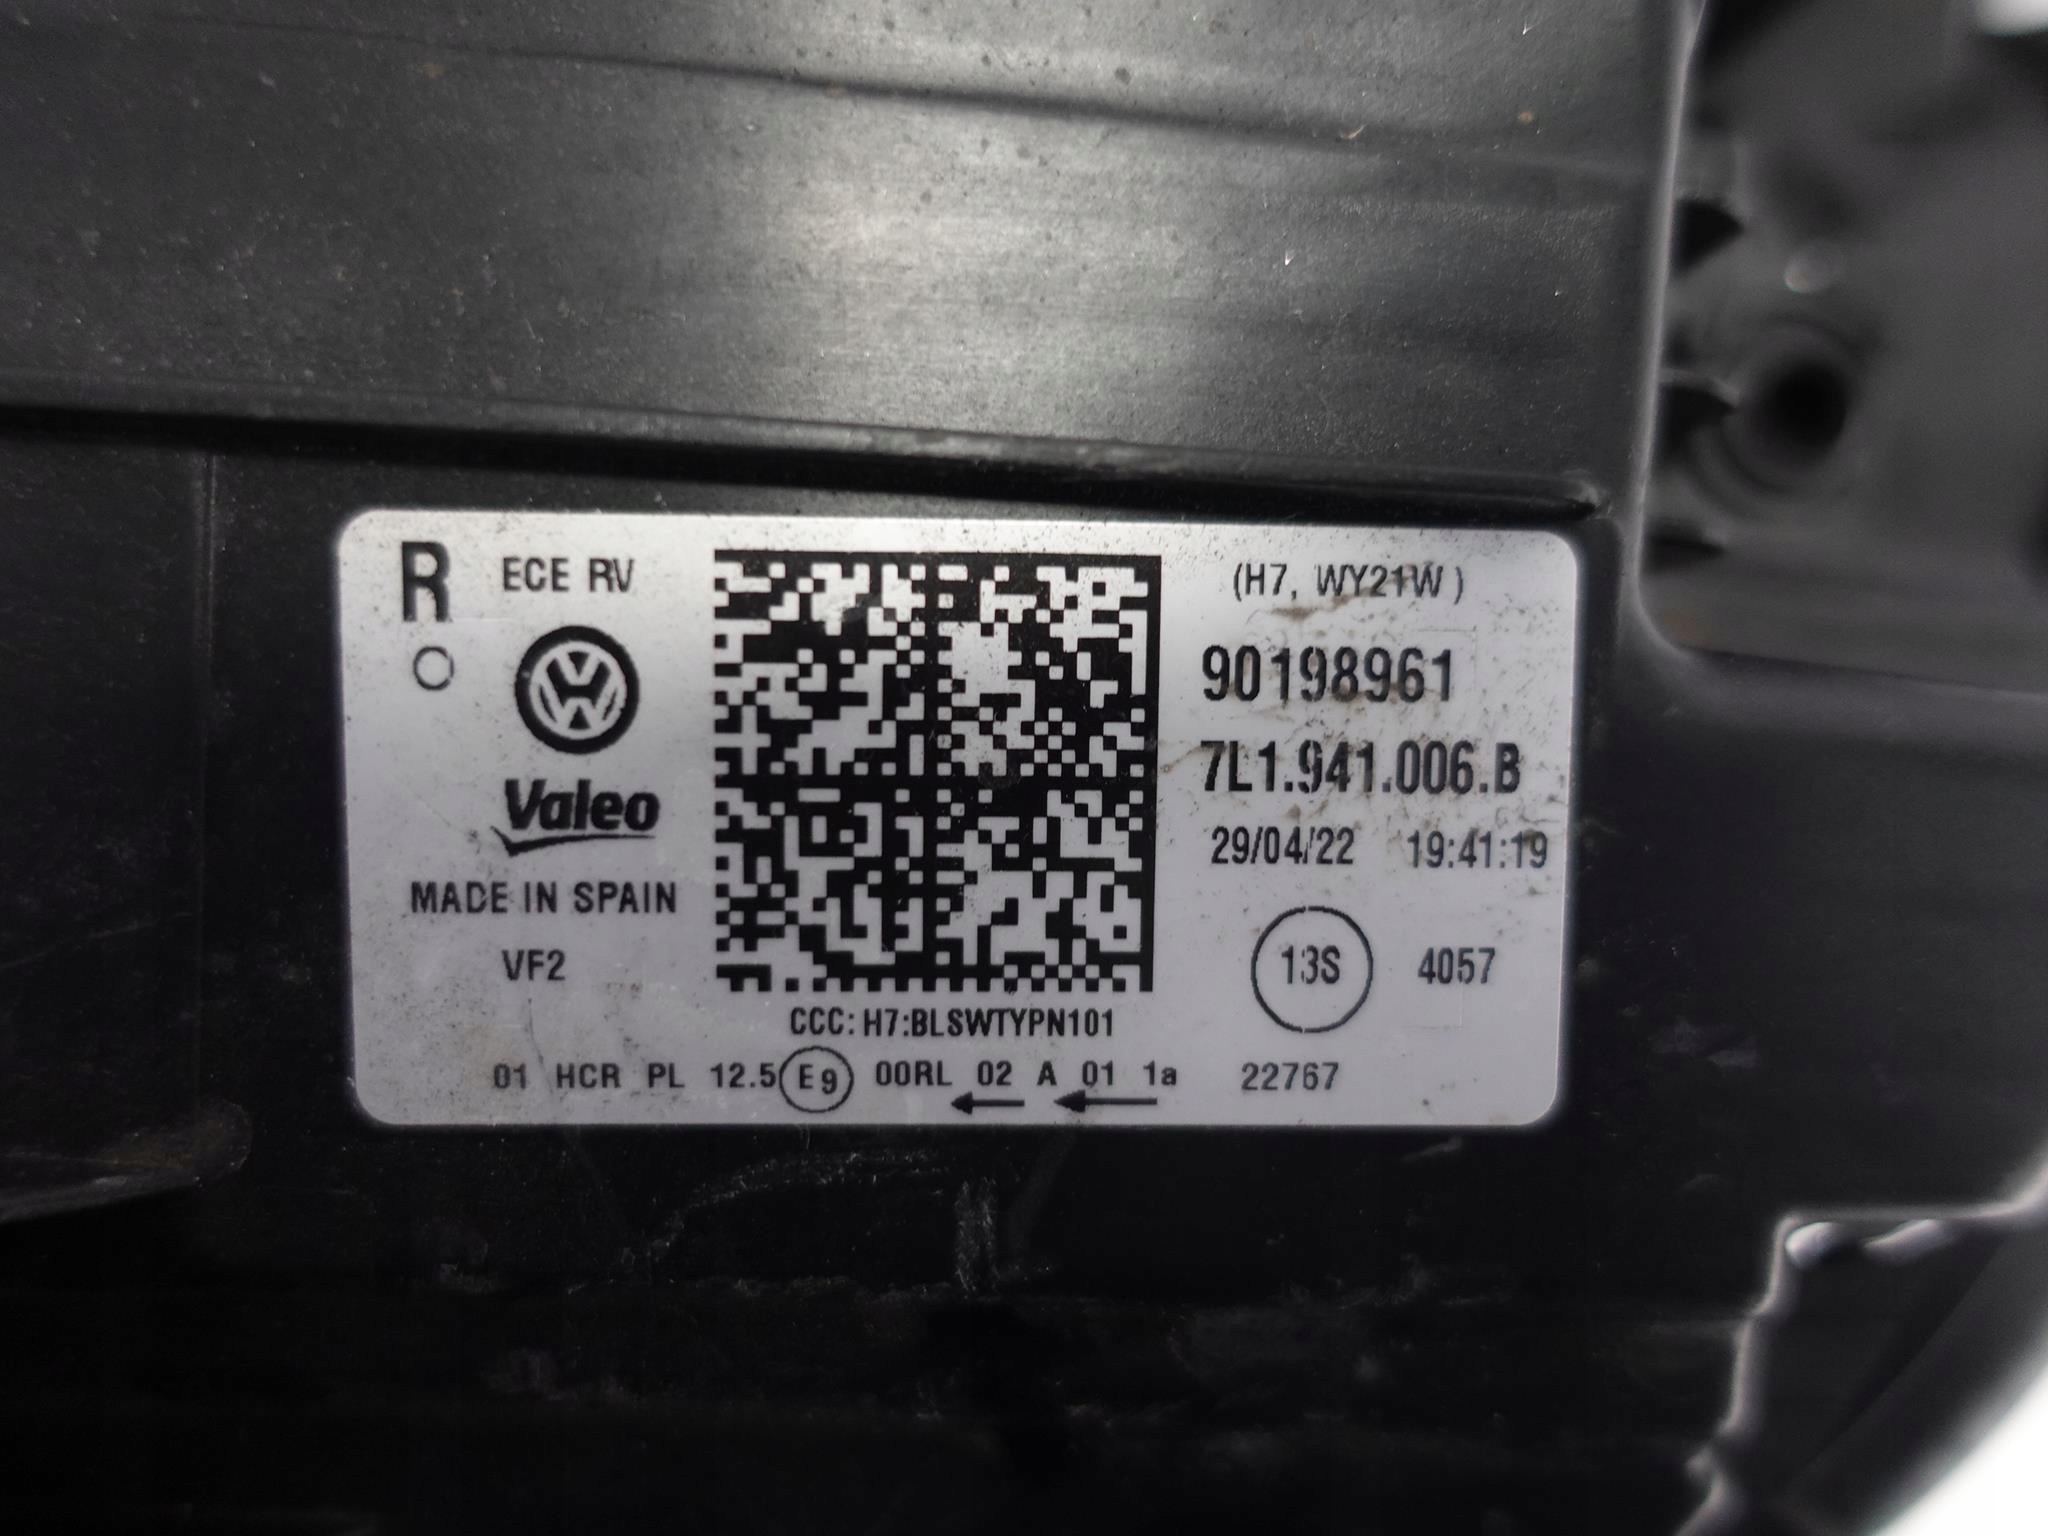 R ECE RV
Valeo
MADE IN SPAIN
VF2
(H7, WY21W)
90198961
7L1.941.006.B
29/04/22 19:41:19
13S 4057
CCC: H7:BLSWTYPN101
01 HCR PL 12.5 E9 00RL 02 A 01 1a 22767